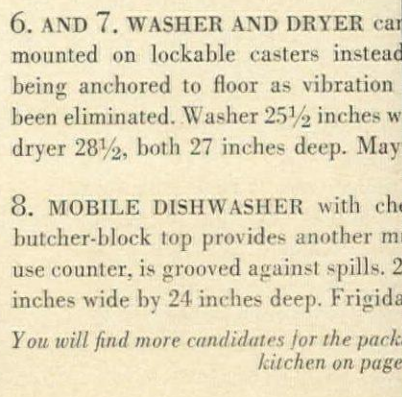 6. AND 7. WASHER AND DRYER can
mounted on lockable casters instead
being anchored to floor as vibration
been eliminated. Washer 25½ inches w
dryer 28½, both 27 inches deep. May
8. MOBILE DISHWASHER with che
butcher-block top provides another m
use counter, is grooved against spills. 2
inches wide by 24 inches deep. Frigida
You will find more candidates for the pack
kitchen on page